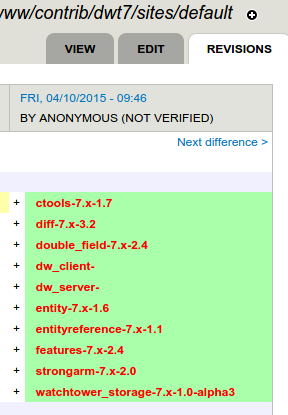 ww/contrib/dwt7/sites/default
VIEW EDIT REVISIONS
FRI, 04/10/2015 - 09:46
BY ANONYMOUS (NOT VERIFIED)
Next difference >
+ ctools-7.x-1.7
+ diff-7.x-3.2
+ double_field-7.x-2.4
+ dw_client-
+ dw_server-
+ entity-7.x-1.6
+ entityreference-7.x-1.1
+ features-7.x-2.4
+ strongarm-7.x-2.0
+ watchtower_storage-7.x-1.0-alpha3